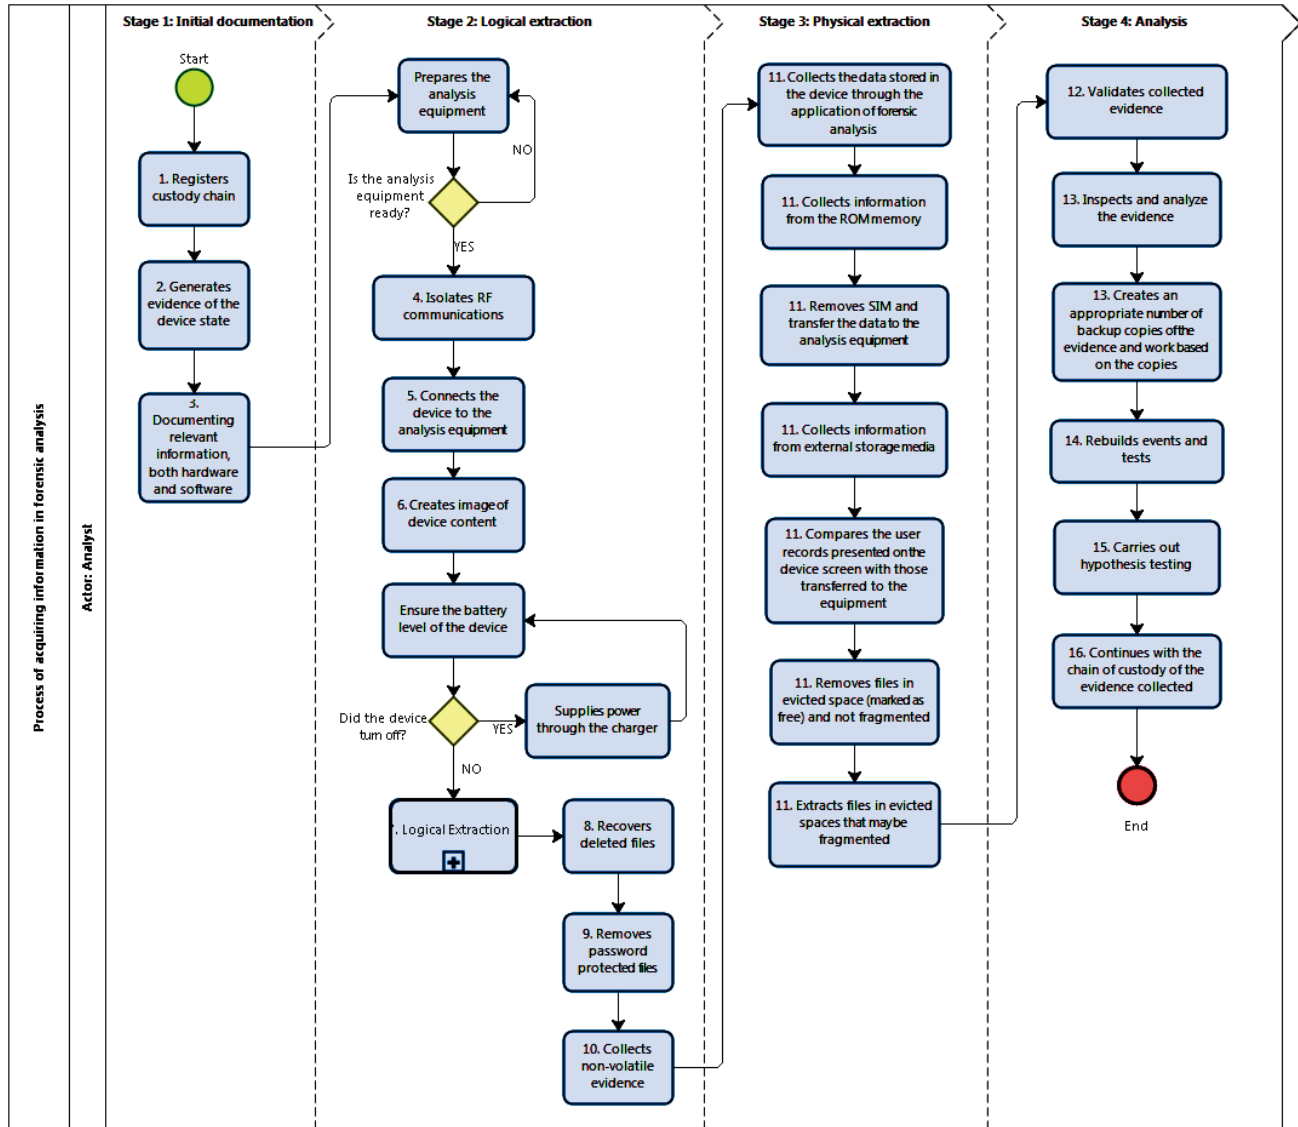 Process of acquiring information in forensic analysis
Actor: Analyst
Stage 1: Initial documentation
Start
1. Registers
custody chain
2. Generates
evidence of the
device state
3.
Documenting
relevant
information,
both hardware
and software
Stage 2: Logical extraction
Prepares the
analysis
equipment
NO
Is the analysis
equipment
ready?
YES
4. Isolates RF
communications
5. Connects the
device to the
analysis equipment
6. Creates image of
device content
Ensure the battery
level of the device
Did the device
turn off?
YES
Supplies power
through the charger
NO
. Logical Extraction
8. Recovers
deleted files
9. Removes
password
protected files
10. Collects
non-volatile
evidence
Stage 3: Physical extraction
11. Collects the data stored in
the device through the
application of forensic
analysis
11. Collects information
from the ROM memory
11. Removes SIM and
transfer the data to the
analysis equipment
11. Collects information
from external storage media
11. Compares the user
records presented on the
device screen with those
transferred to the
equipment
11. Removes files in
evicted space (marked as
free) and not fragmented
11. Extracts files in evicted
spaces that maybe
fragmented
Stage 4: Analysis
12. Validates collected
evidence
13. Inspects and analyze
the evidence
13. Creates an
appropriate number of
backup copies of the
evidence and work based
on the copies
14. Rebuilds events and
tests
15. Carries out
hypothesis testing
16. Continues with the
chain of custody of the
evidence collected
End